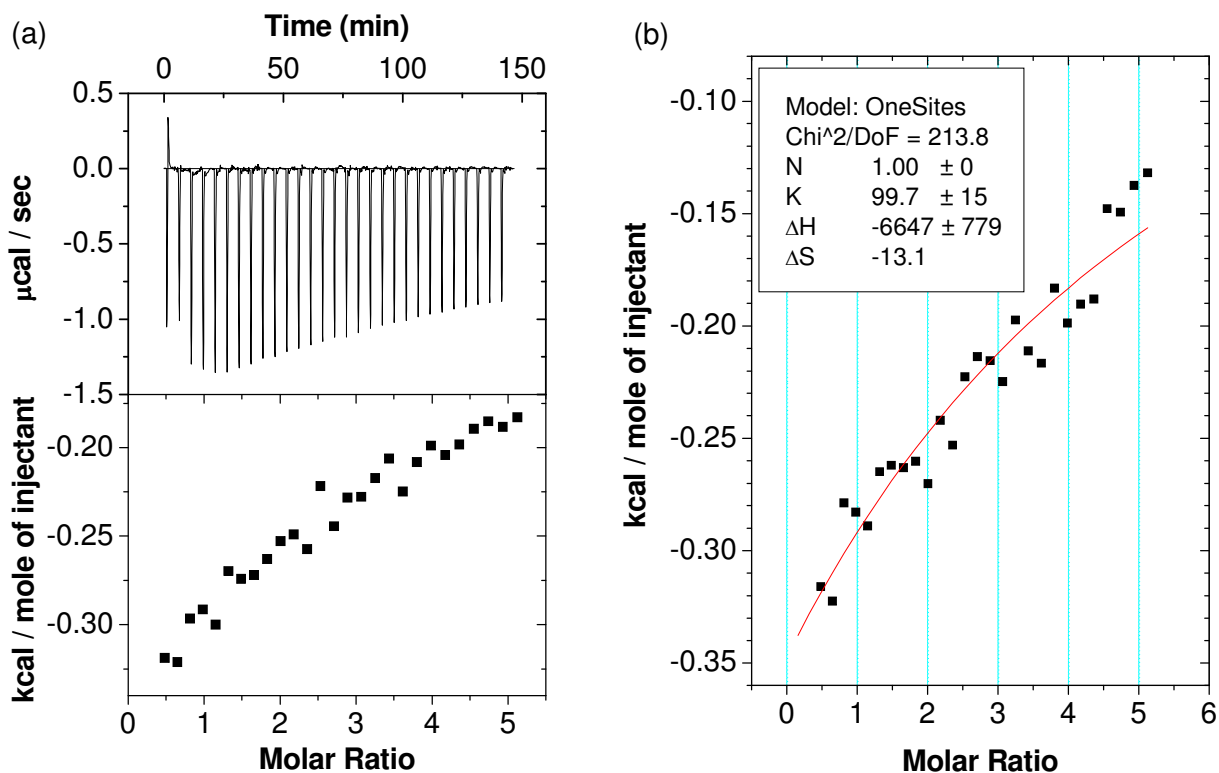 (a)
Time (min)
0 50 100 150
0.5
0.0
-0.5
-1.0
-1.5
µcal / sec
-0.20
-0.25
-0.30
kcal / mole of injectant
0 1 2 3 4 5
Molar Ratio
(b)
-0.10
-0.15
-0.20
-0.25
-0.30
-0.35
kcal / mole of injectant
Model: OneSites
Chi^2/DoF = 213.8
N 1.00 ± 0
K 99.7 ± 15
ΔH -6647 ± 779
ΔS -13.1
0 1 2 3 4 5 6
Molar Ratio